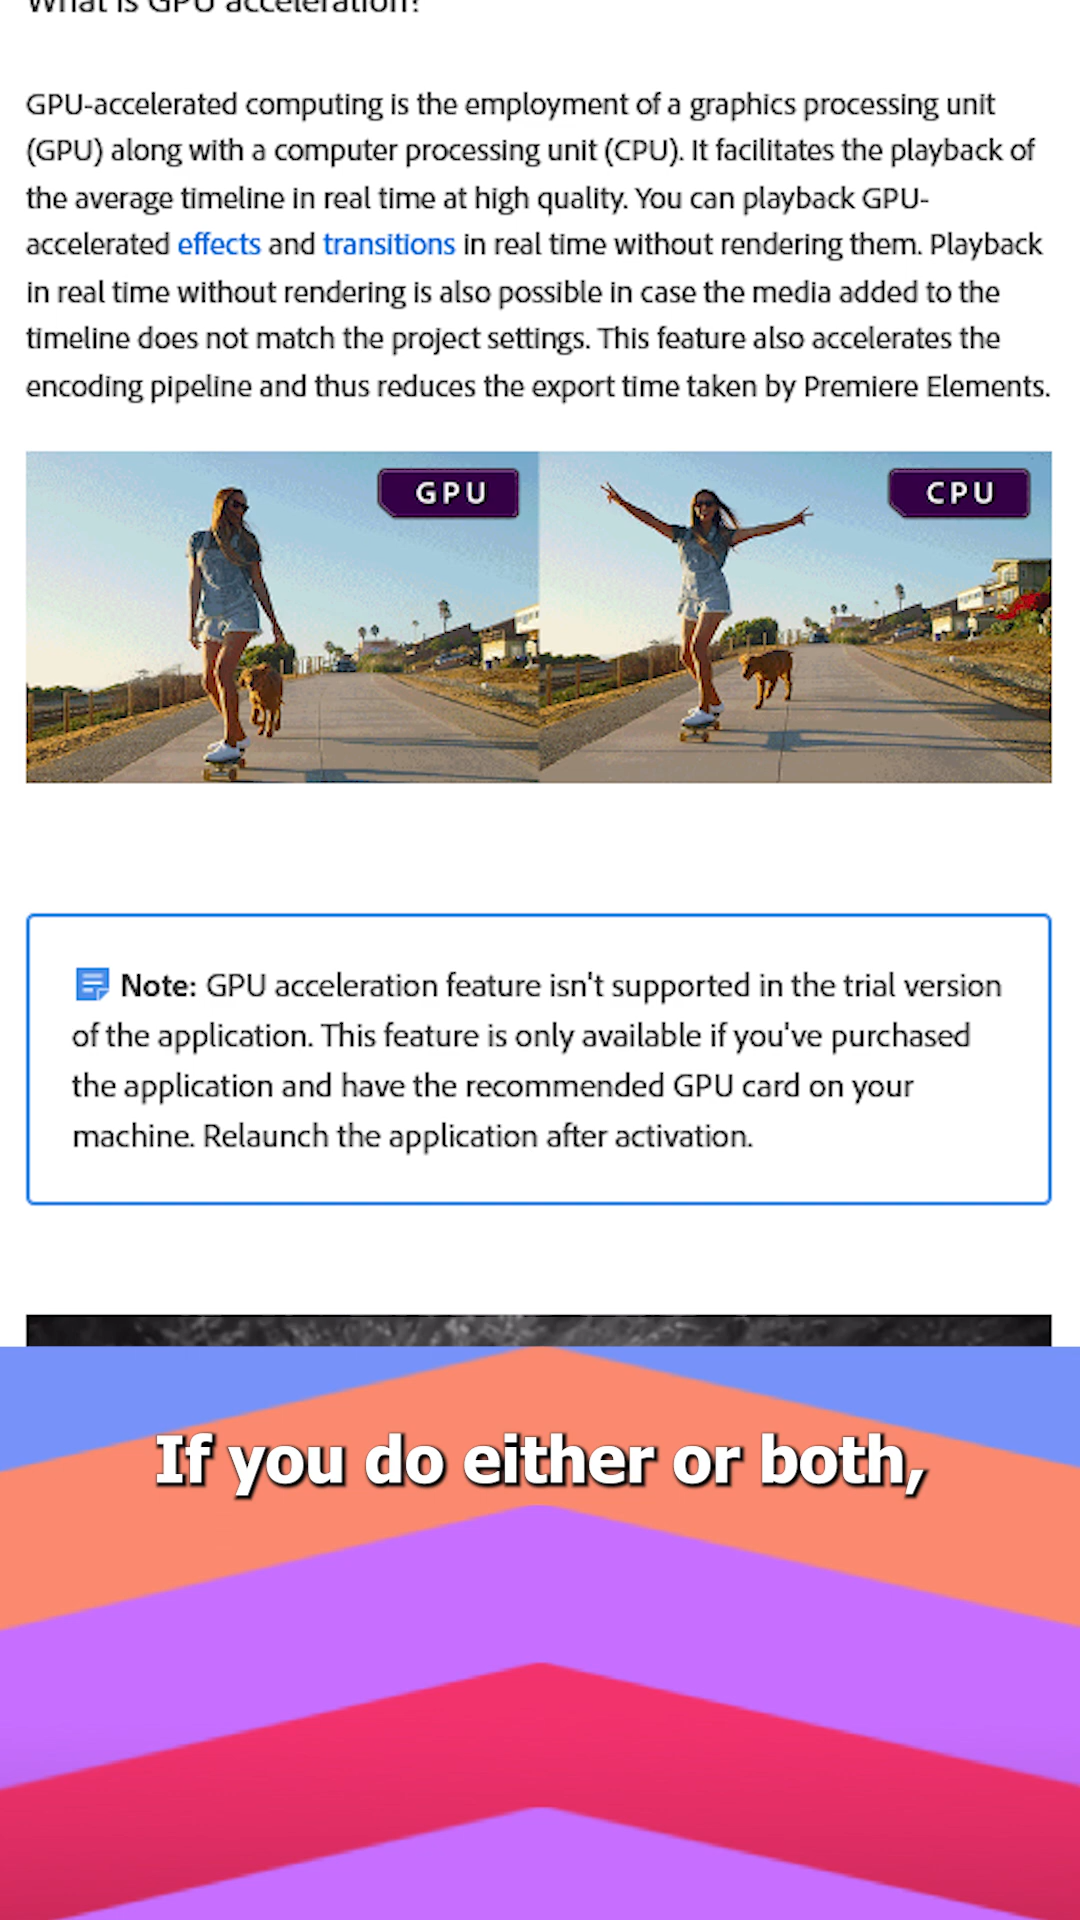 What is GPU acceleration?
GPU-accelerated computing is the employment of a graphics processing unit
(GPU) along with a computer processing unit (CPU). It facilitates the playback of
the average timeline in real time at high quality. You can playback GPU-
accelerated effects and transitions in real time without rendering them. Playback
in real time without rendering is also possible in case the media added to the
timeline does not match the project settings. This feature also accelerates the
encoding pipeline and thus reduces the export time taken by Premiere Elements.
GPU
CPU
Note: GPU acceleration feature isn't supported in the trial version
of the application. This feature is only available if you've purchased
the application and have the recommended GPU card on your
machine. Relaunch the application after activation.
If you do either or both,